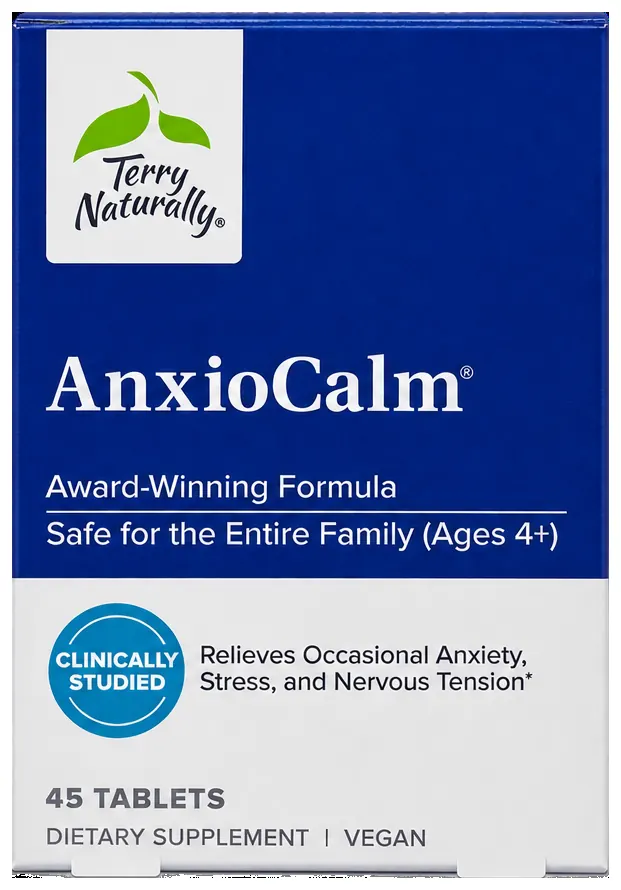 Terry
Naturally®
AnxioCalm®
Award-Winning Formula
Safe for the Entire Family (Ages 4+)
CLINICALLY
STUDIED
Relieves Occasional Anxiety,
Stress, and Nervous Tension*
45 TABLETS
DIETARY SUPPLEMENT | VEGAN